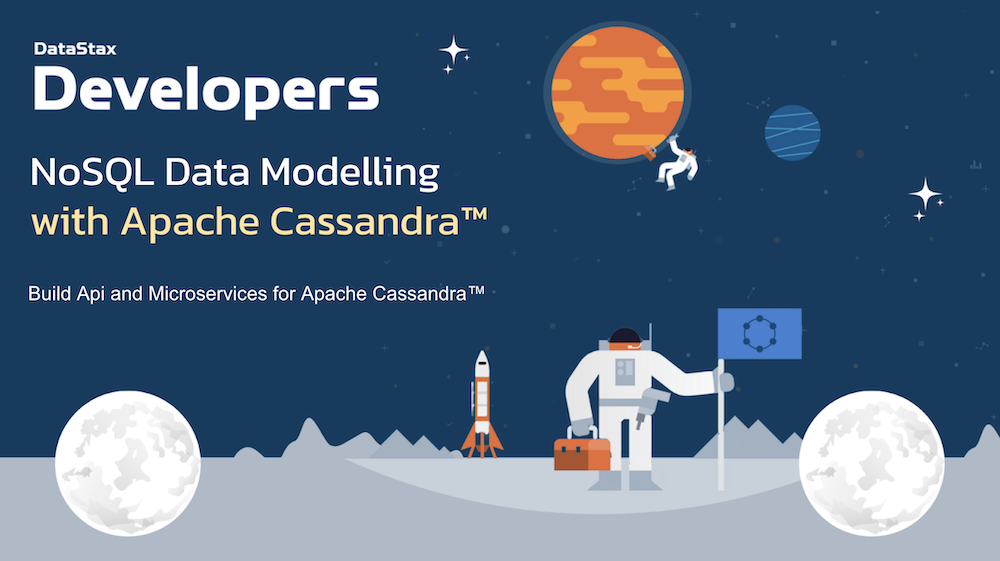 DataStax
Developers
NoSQL Data Modelling
with Apache Cassandra™
Build Api and Microservices for Apache Cassandra™